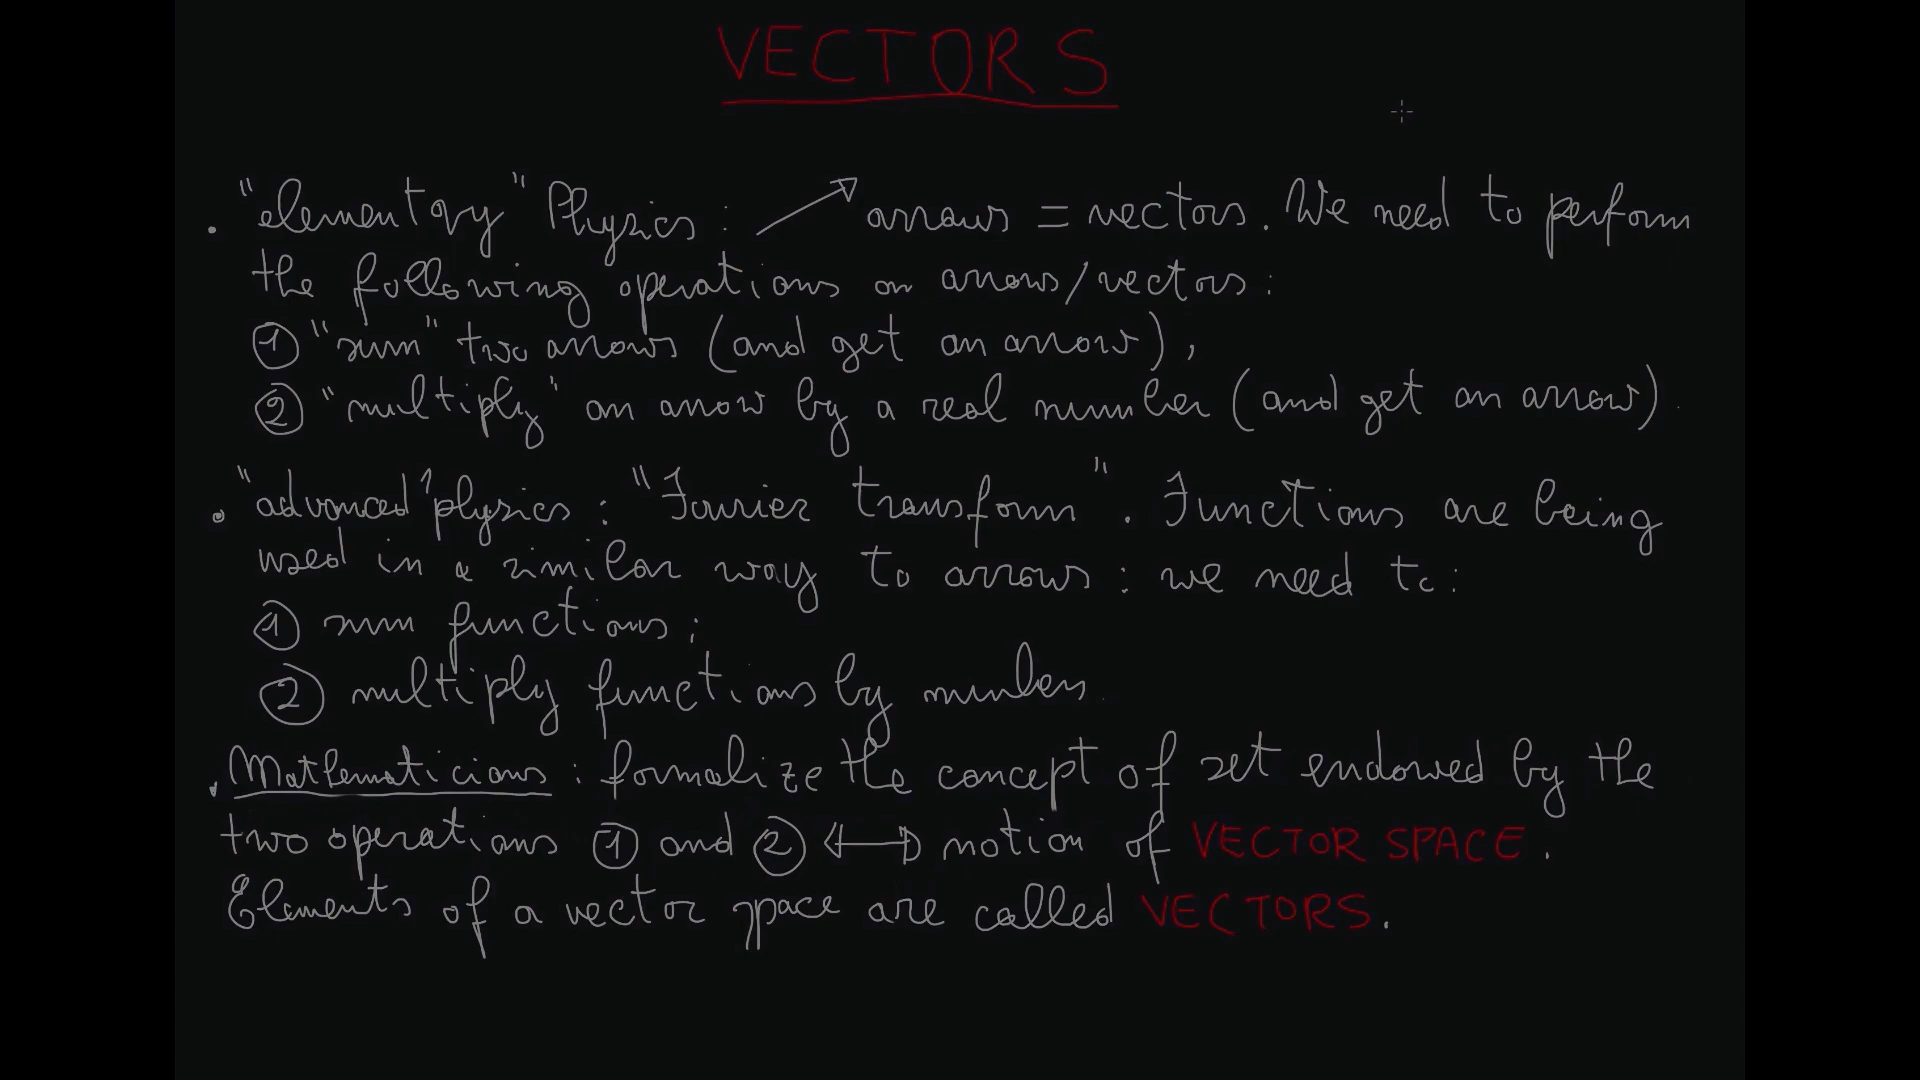 VECTORS
. "elementary" Physics : arrows = vectors. We need to perform
the following operations on arrows/vectors :
① "sum" two arrows (and get an arrow),
② "multiply" an arrow by a real number (and get an arrow).
. "advanced" physics : "Fourier transform". Functions are being
used in a similar way to arrows : we need to :
① sum functions;
② multiply functions by numbers.
. Mathematicians : formalize the concept of set endowed by the
two operations ① and ② ↔ notion of VECTOR SPACE.
Elements of a vector space are called VECTORS.